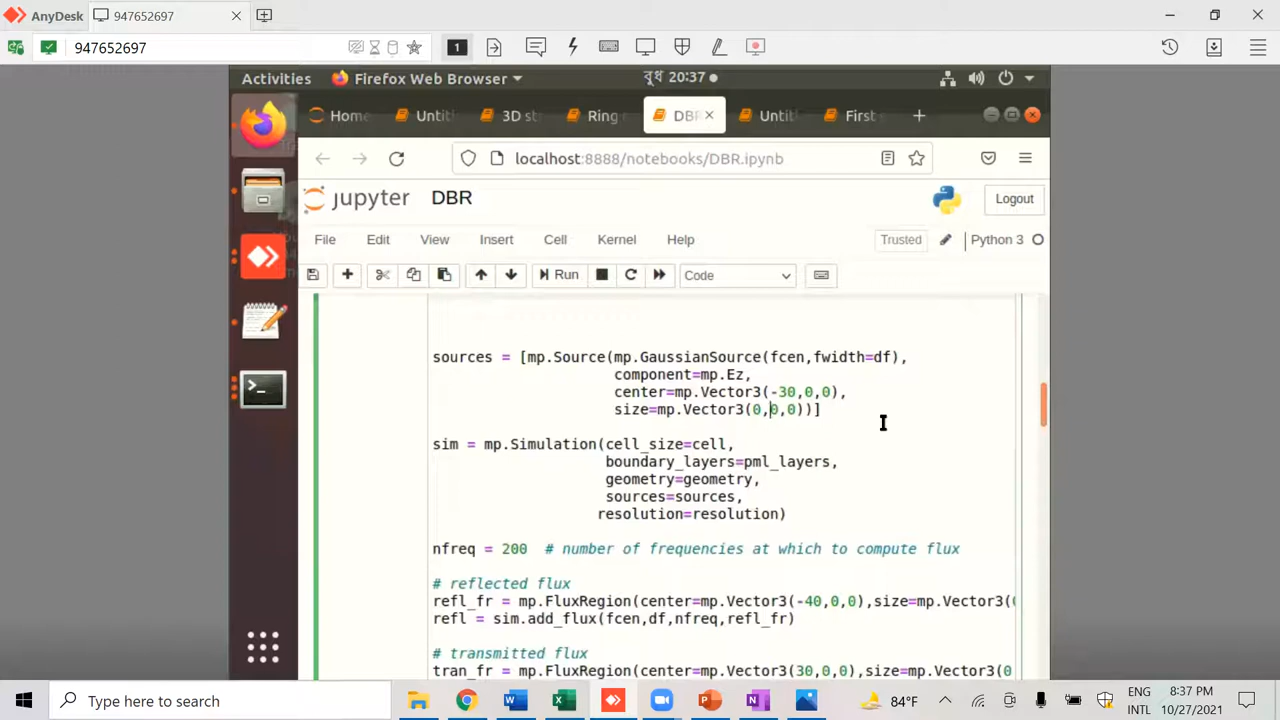 AnyDesk 947652697
947652697 1
Activities Firefox Web Browser বুধ 20:37
Home Untit 3D st Ring DBR Untit First
localhost:8888/notebooks/DBR.ipynb
jupyter DBR Logout
File Edit View Insert Cell Kernel Help Trusted Python 3
Run Code
sources = [mp.Source(mp.GaussianSource(fcen,fwidth=df),
component=mp.Ez,
center=mp.Vector3(-30,0,0),
size=mp.Vector3(0,0,0))]
sim = mp.Simulation(cell_size=cell,
boundary_layers=pml_layers,
geometry=geometry,
sources=sources,
resolution=resolution)
nfreq = 200 # number of frequencies at which to compute flux
# reflected flux
refl_fr = mp.FluxRegion(center=mp.Vector3(-40,0,0),size=mp.Vector3(0
refl = sim.add_flux(fcen,df,nfreq,refl_fr)
# transmitted flux
tran_fr = mp.FluxRegion(center=mp.Vector3(30,0,0),size=mp.Vector3(0
Type here to search 84°F ENG 8:37 PM
INTL 10/27/2021